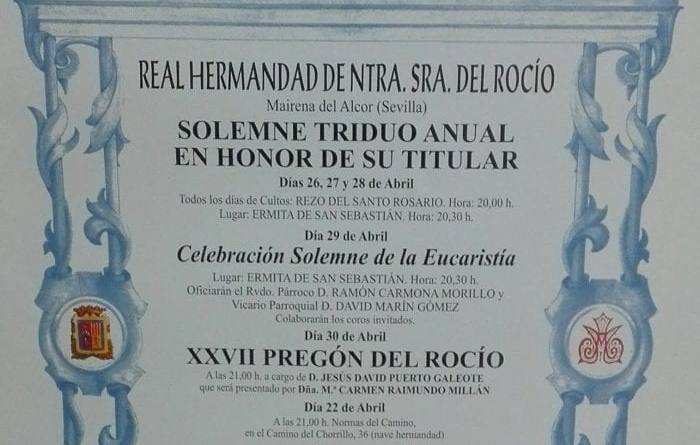 REAL HERMANDAD DE NTRA. SRA. DEL ROCÍO
Mairena del Alcor (Sevilla)
SOLEMNE TRIDUO ANUAL
EN HONOR DE SU TITULAR
Días 26, 27 y 28 de Abril
Todos los días de Cultos: REZO DEL SANTO ROSARIO. Hora: 20,00 h.
Lugar: ERMITA DE SAN SEBASTIÁN. Hora: 20,30 h.
Día 29 de Abril
Celebración Solemne de la Eucaristía
Lugar: ERMITA DE SAN SEBASTIÁN. Hora: 20,30 h.
Oficiarán el Rvdo. Párroco D. RAMÓN CARMONA MORILLO y
Vicario Parroquial D. DAVID MARÍN GÓMEZ
Colaborarán los coros invitados.
Día 30 de Abril
XXVII PREGÓN DEL ROCÍO
A las 21,00 h. a cargo de D. JESÚS DAVID PUERTO GALEOTE
que será presentado por Dña. M.ª CARMEN RAIMUNDO MILLÁN
Día 22 de Abril
A las 21,00 h. Normas del Camino,
en el Camino del Chorrillo, 36 (nave hermandad)